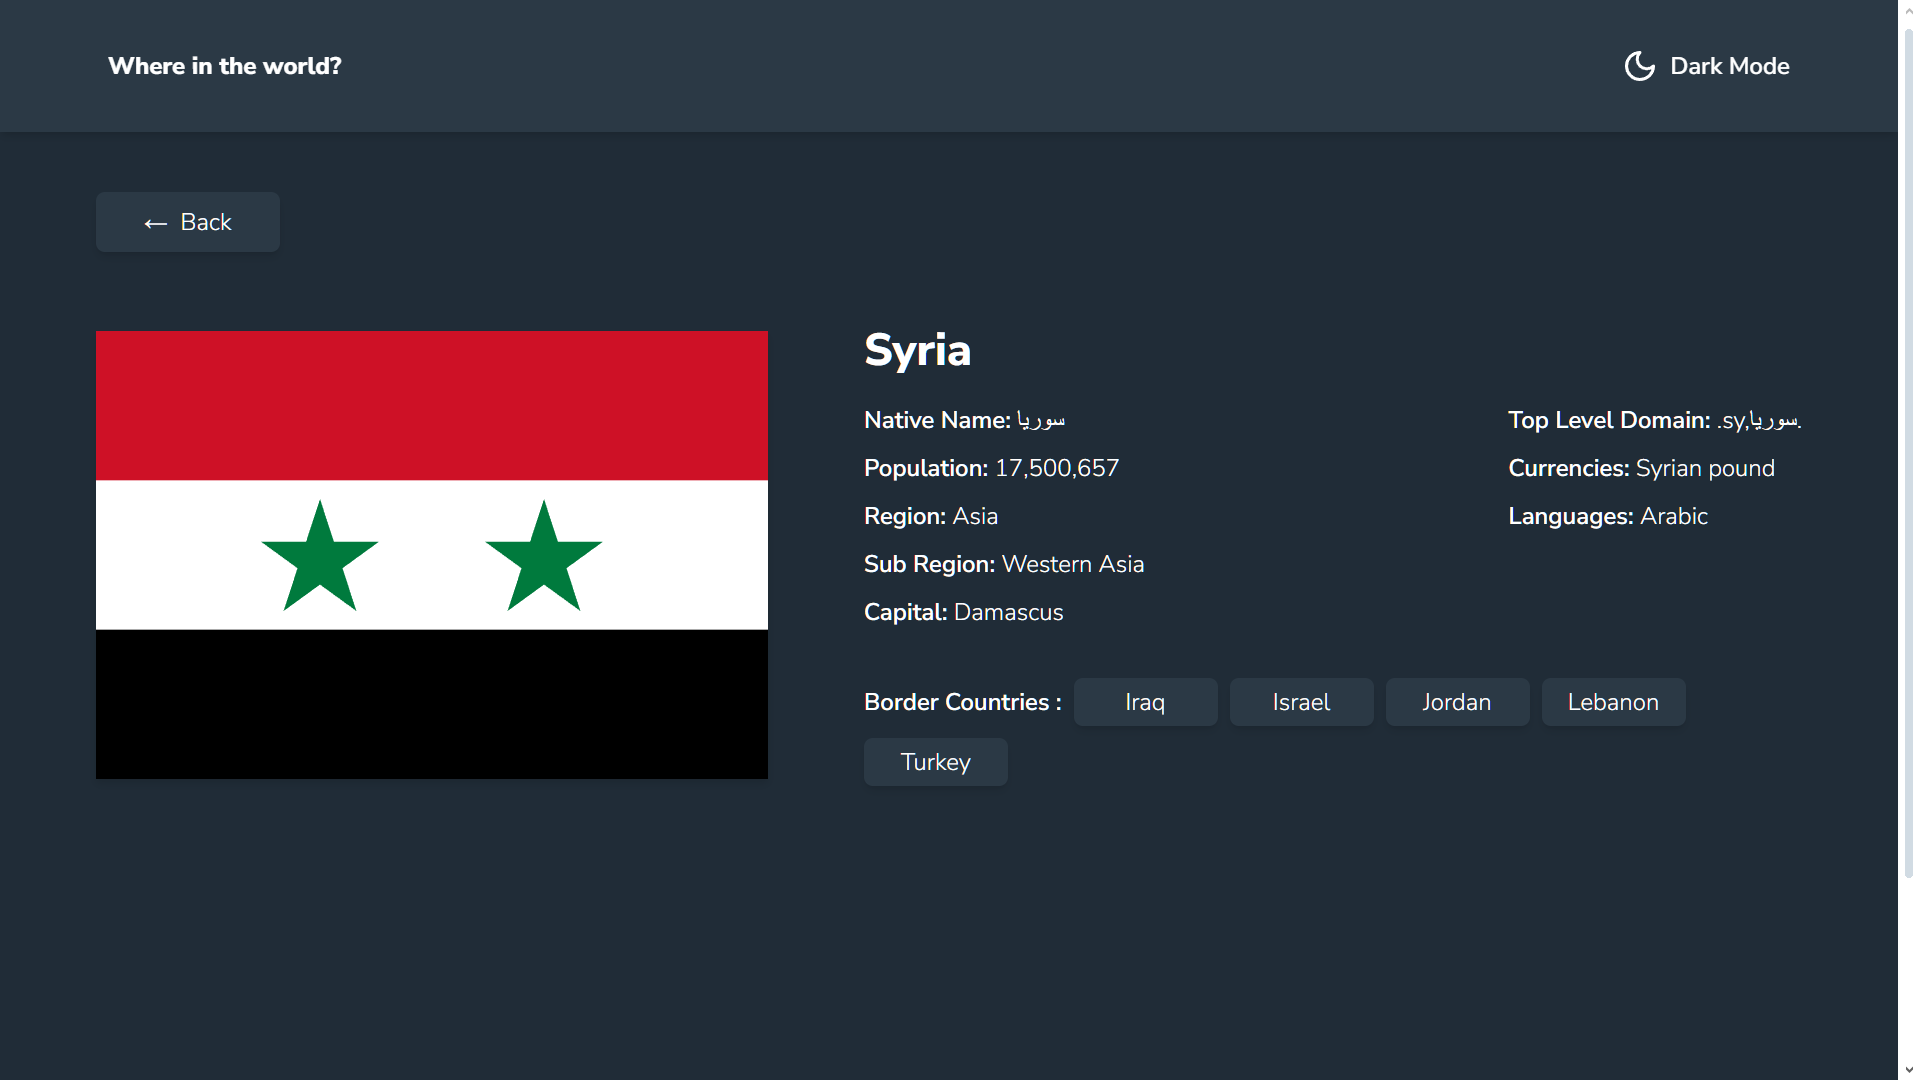 Where in the world?
Dark Mode
← Back
Syria
Native Name: سوريا
Population: 17,500,657
Region: Asia
Sub Region: Western Asia
Capital: Damascus
Top Level Domain: .sy,سوريا.
Currencies: Syrian pound
Languages: Arabic
Border Countries : Iraq Israel Jordan Lebanon
Turkey